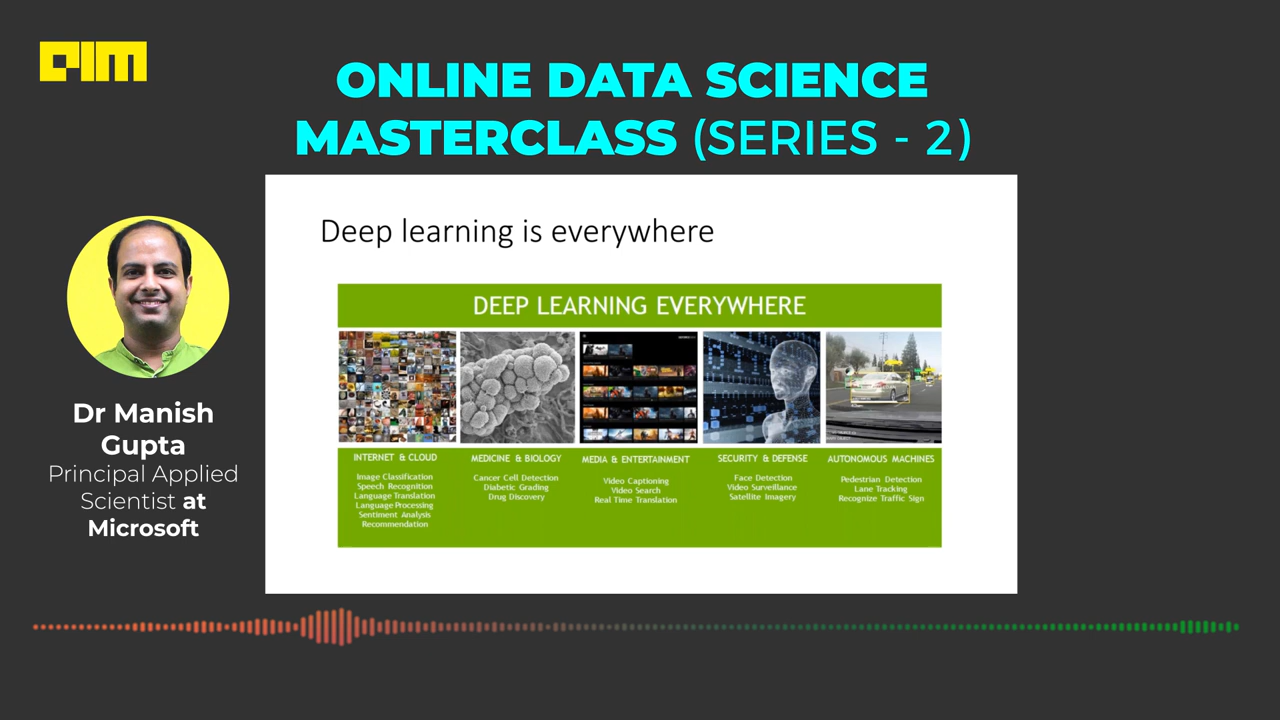 AIM
ONLINE DATA SCIENCE
MASTERCLASS (SERIES - 2)
Deep learning is everywhere
DEEP LEARNING EVERYWHERE
INTERNET & CLOUD
Image Classification
Speech Recognition
Language Translation
Language Processing
Sentiment Analysis
Recommendation
MEDICINE & BIOLOGY
Cancer Cell Detection
Diabetic Grading
Drug Discovery
MEDIA & ENTERTAINMENT
Video Captioning
Video Search
Real Time Translation
SECURITY & DEFENSE
Face Detection
Video Surveillance
Satellite Imagery
AUTONOMOUS MACHINES
Pedestrian Detection
Lane Tracking
Recognize Traffic Sign
Dr Manish
Gupta
Principal Applied
Scientist at
Microsoft